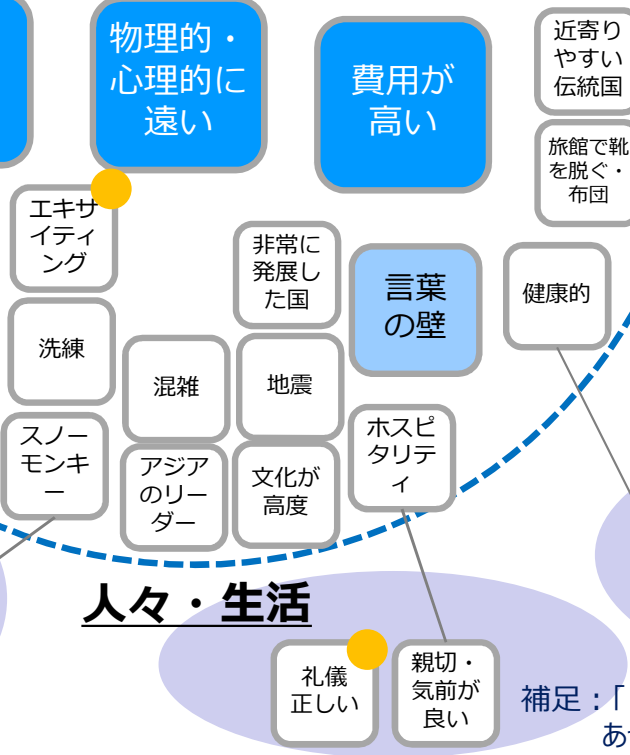 物理的・
心理的に
遠い
費用が
高い
近寄り
やすい
伝統国
旅館で靴
を脱ぐ・
布団
エキサ
イティ
ング
非常に
発展し
た国
言葉
の壁
健康的
洗練
混雑
地震
スノー
モンキ
ー
アジア
のリー
ダー
文化が
高度
ホスピ
タリテ
ィ
人々・生活
礼儀
正しい
親切・
気前が
良い
補足：「
あ